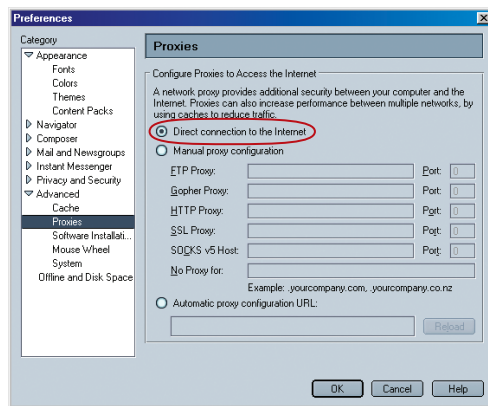 Preferences
Category
Appearance
Fonts
Colors
Themes
Content Packs
Navigator
Composer
Mail and Newsgroups
Instant Messenger
Privacy and Security
Advanced
Cache
Proxies
Software Installati...
Mouse Wheel
System
Offline and Disk Space
Proxies
Configure Proxies to Access the Internet
A network proxy provides additional security between your computer and the
Internet. Proxies can also increase performance between multiple networks, by
using caches to reduce traffic.
Direct connection to the Internet
Manual proxy configuration
FTP Proxy: Port: 0
Gopher Proxy: Port: 0
HTTP Proxy: Port: 0
SSL Proxy: Port: 0
SOCKS v5 Host: Port: 0
No Proxy for:
Example: .yourcompany.com, .yourcompany.co.nz
Automatic proxy configuration URL:
Reload
OK Cancel Help